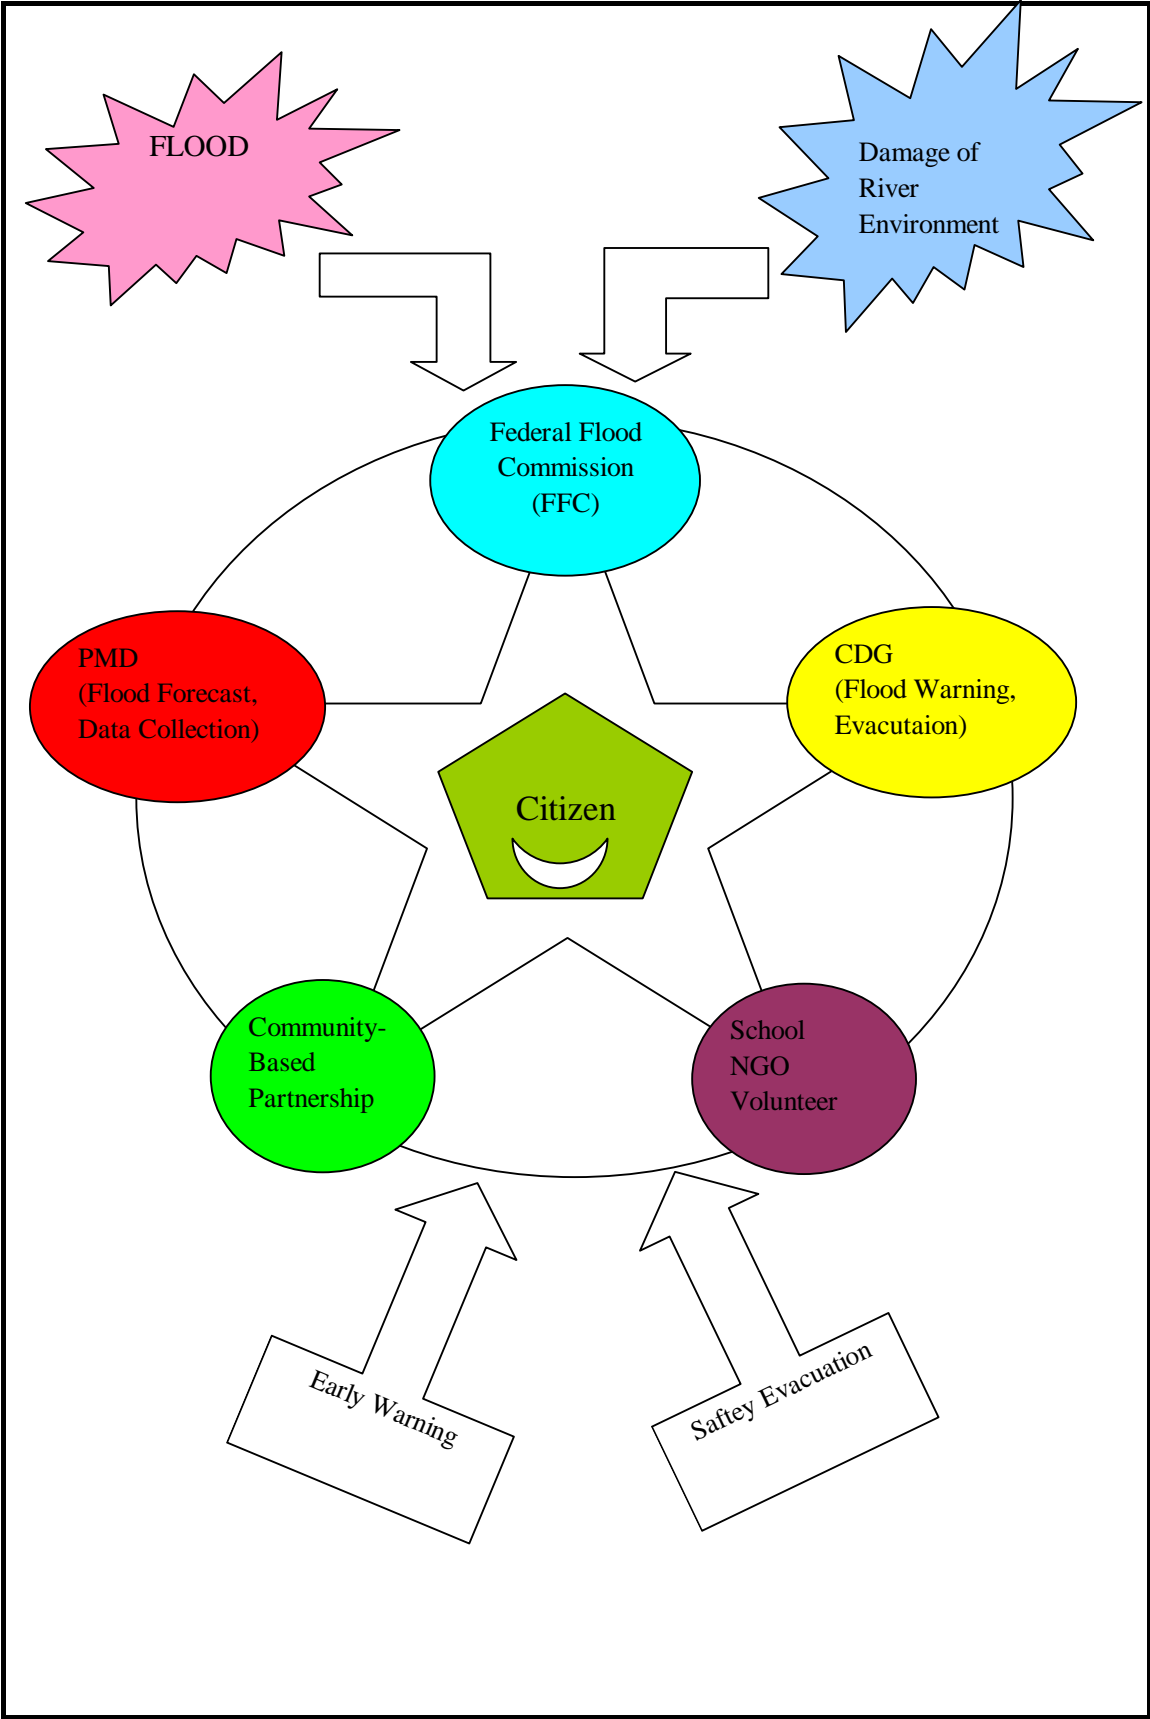 FLOOD
Damage of
River
Environment
Federal Flood
Commission
(FFC)
PMD
(Flood Forecast,
Data Collection)
CDG
(Flood Warning,
Evacutaion)
Citizen
Community-
Based
Partnership
School
NGO
Volunteer
Early Warning
Saftey Evacuation